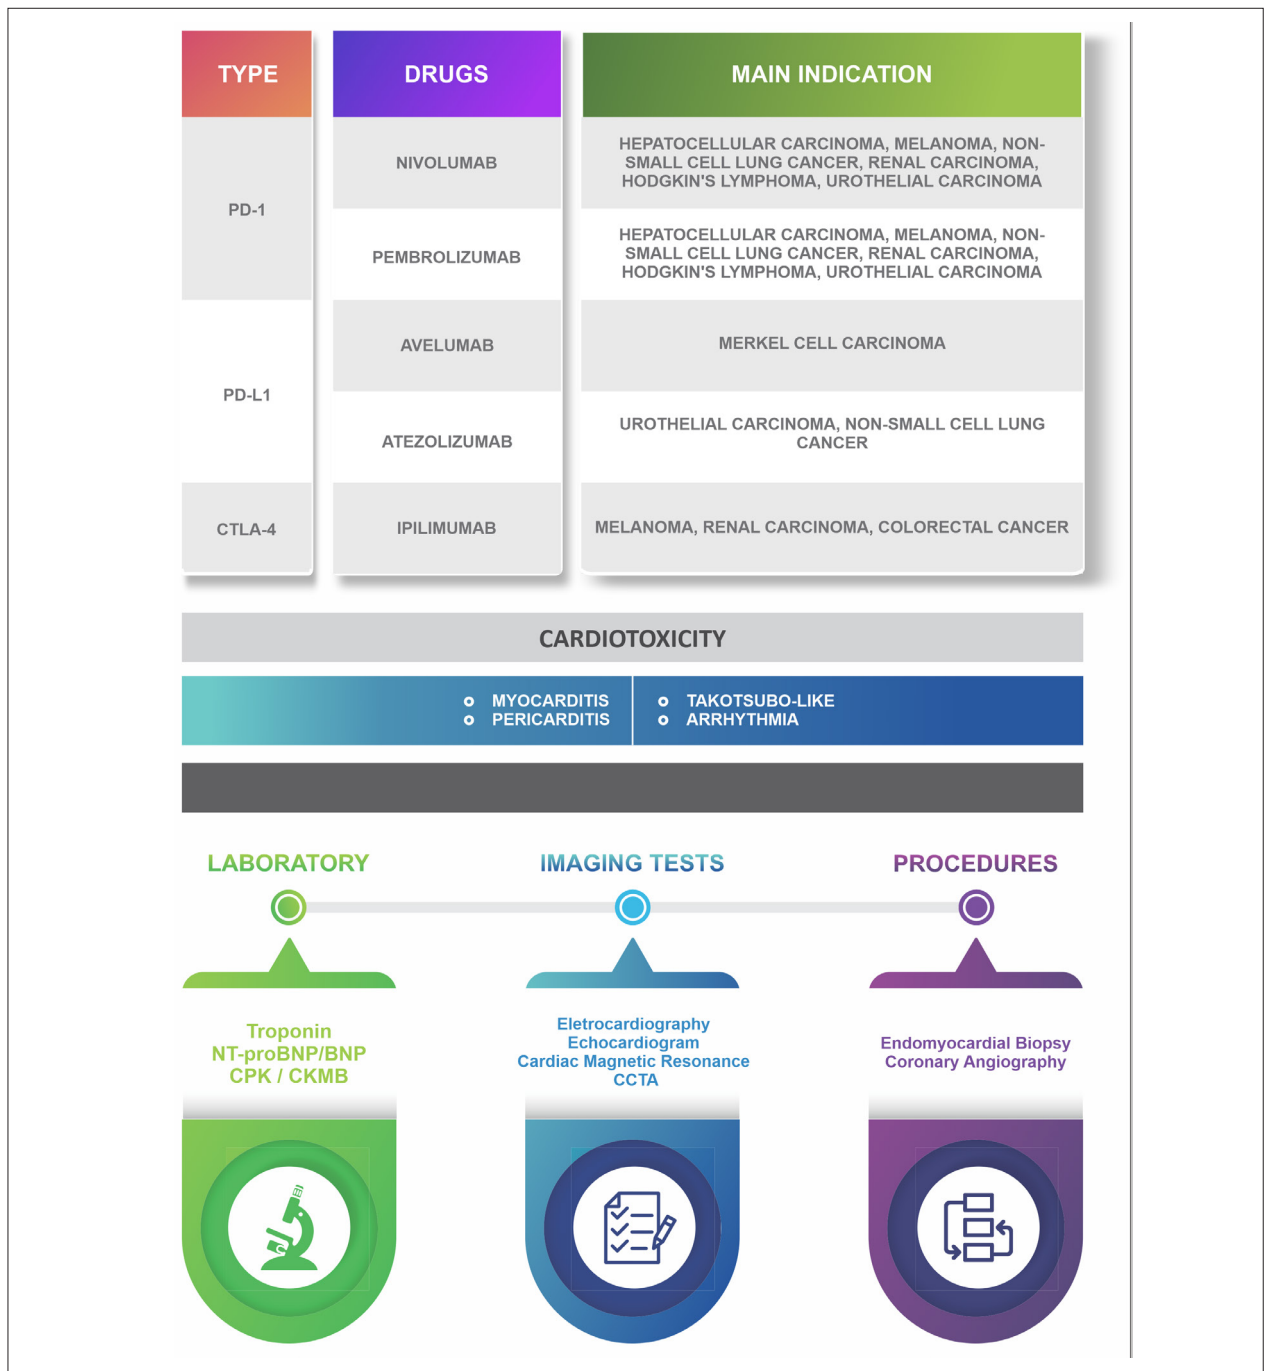 TYPE
DRUGS
MAIN INDICATION
PD-1
NIVOLUMAB
HEPATOCELLULAR CARCINOMA, MELANOMA, NON-
SMALL CELL LUNG CANCER, RENAL CARCINOMA,
HODGKIN'S LYMPHOMA, UROTHELIAL CARCINOMA
PEMBROLIZUMAB
HEPATOCELLULAR CARCINOMA, MELANOMA, NON-
SMALL CELL LUNG CANCER, RENAL CARCINOMA,
HODGKIN'S LYMPHOMA, UROTHELIAL CARCINOMA
PD-L1
AVELUMAB
MERKEL CELL CARCINOMA
ATEZOLIZUMAB
UROTHELIAL CARCINOMA, NON-SMALL CELL LUNG
CANCER
CTLA-4
IPILIMUMAB
MELANOMA, RENAL CARCINOMA, COLORECTAL CANCER
CARDIOTOXICITY
MYOCARDITIS
PERICARDITIS
TAKOTSUBO-LIKE
ARRHYTHMIA
LABORATORY
IMAGING TESTS
PROCEDURES
Troponin
NT-proBNP/BNP
CPK / CKMB
Eletrocardiography
Echocardiogram
Cardiac Magnetic Resonance
CCTA
Endomyocardial Biopsy
Coronary Angiography